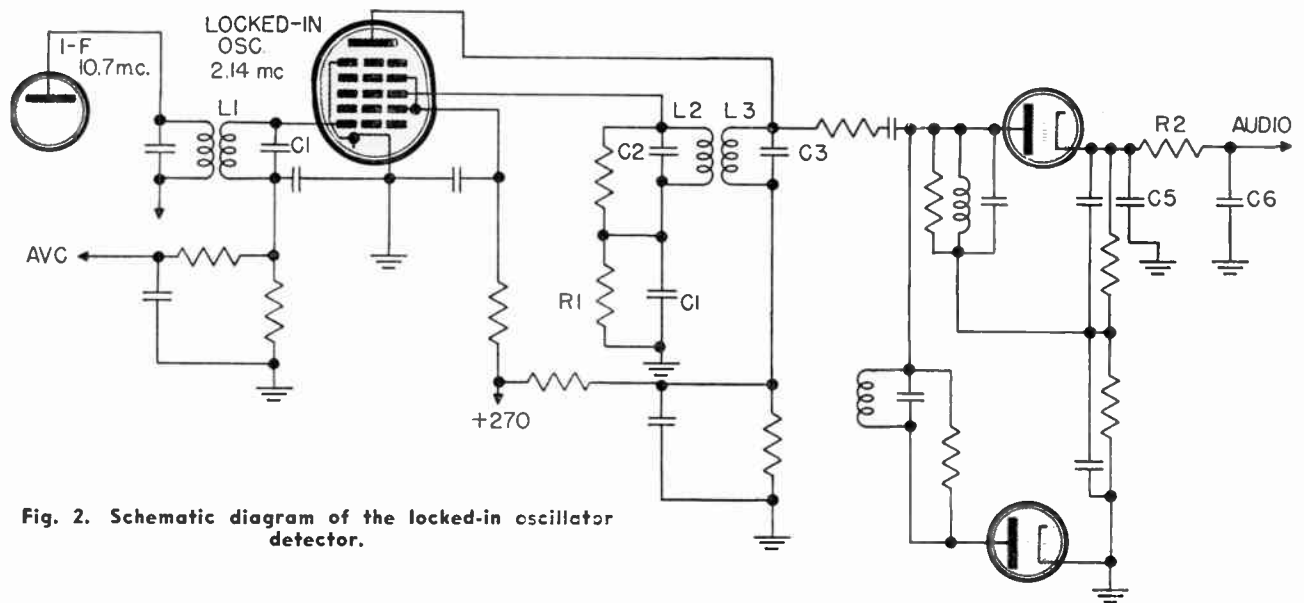 I-F
10.7mc.
LOCKED-IN
OSC.
2.14 mc
L1
C1
AVC
+270
L2 L3
C2
C3
R1
C1
R2
AUDIO
C5
C6
Fig. 2. Schematic diagram of the locked-in oscillator
detector.